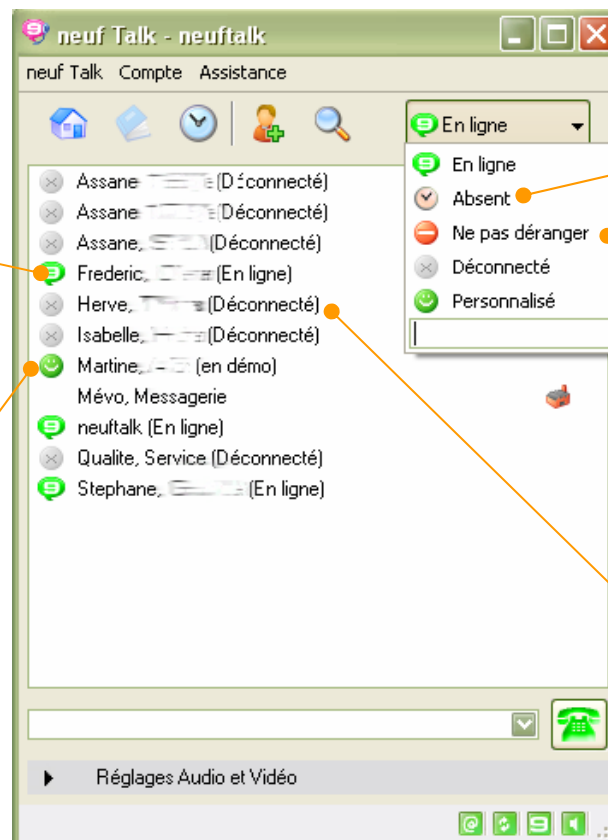 neuf Talk - neuftalk
neuf Talk Compte Assistance
En ligne
En ligne
Absent
Ne pas déranger
Déconnecté
Personnalisé
Assane (Déconnecté)
Assane (Déconnecté)
Assane, (Déconnecté)
Frederic, (En ligne)
Herve, (Déconnecté)
Isabelle, (Déconnecté)
Martine, (en démo)
Mévo, Messagerie
neuftalk (En ligne)
Qualite, Service (Déconnecté)
Stephane, (En ligne)
Réglages Audio et Vidéo